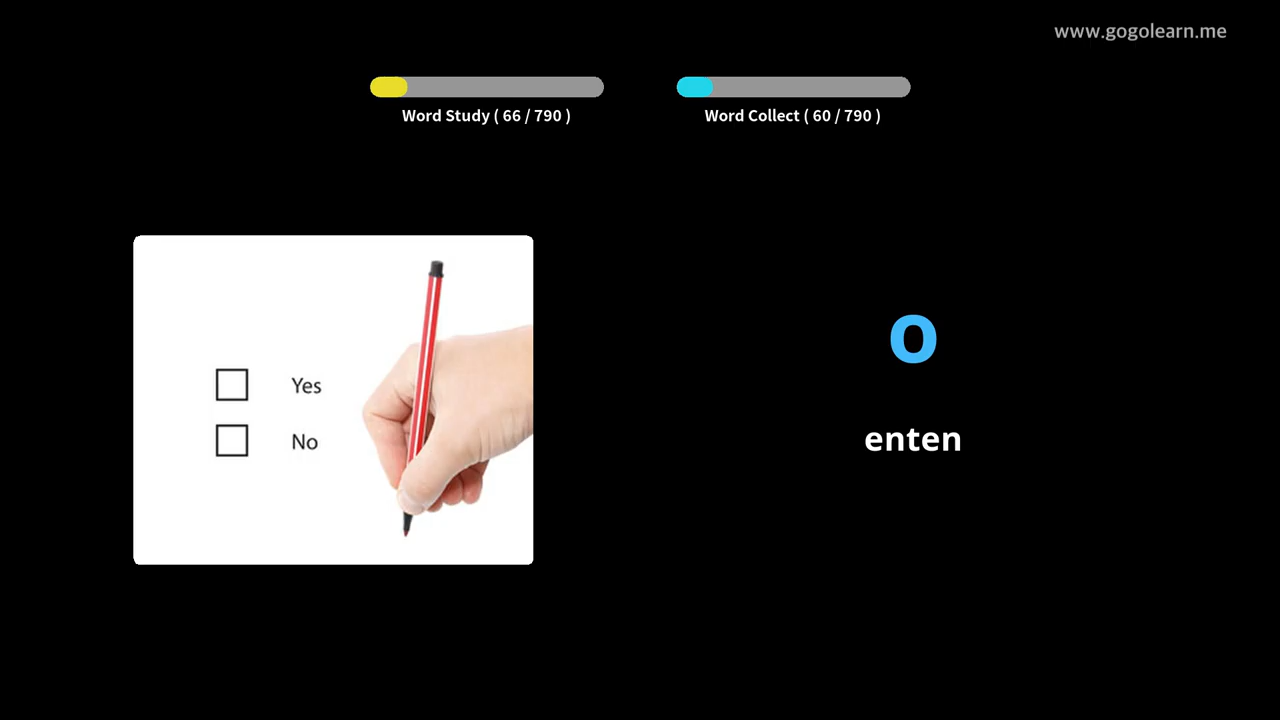 www.gogolearn.me
Word Study ( 66 / 790 )
Word Collect ( 60 / 790 )
Yes
No
o
enten